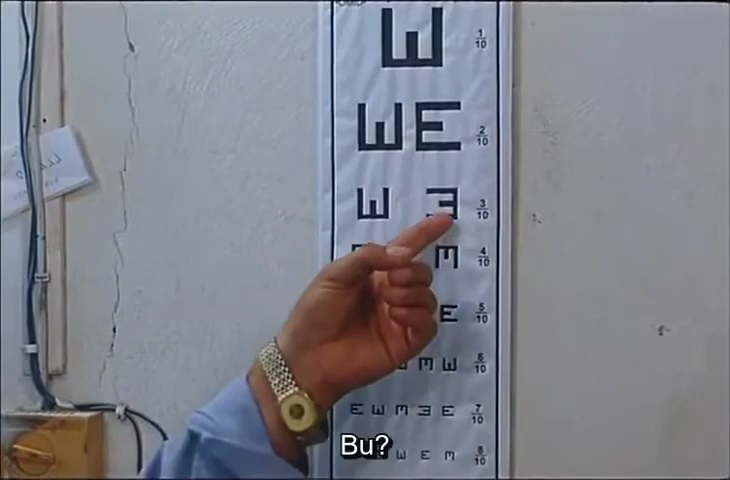 E 1/10
E E 2/10
E E 3/10
E 4/10
E 5/10
E E E 6/10
E E E E E 7/10
E E E 8/10
Bu?